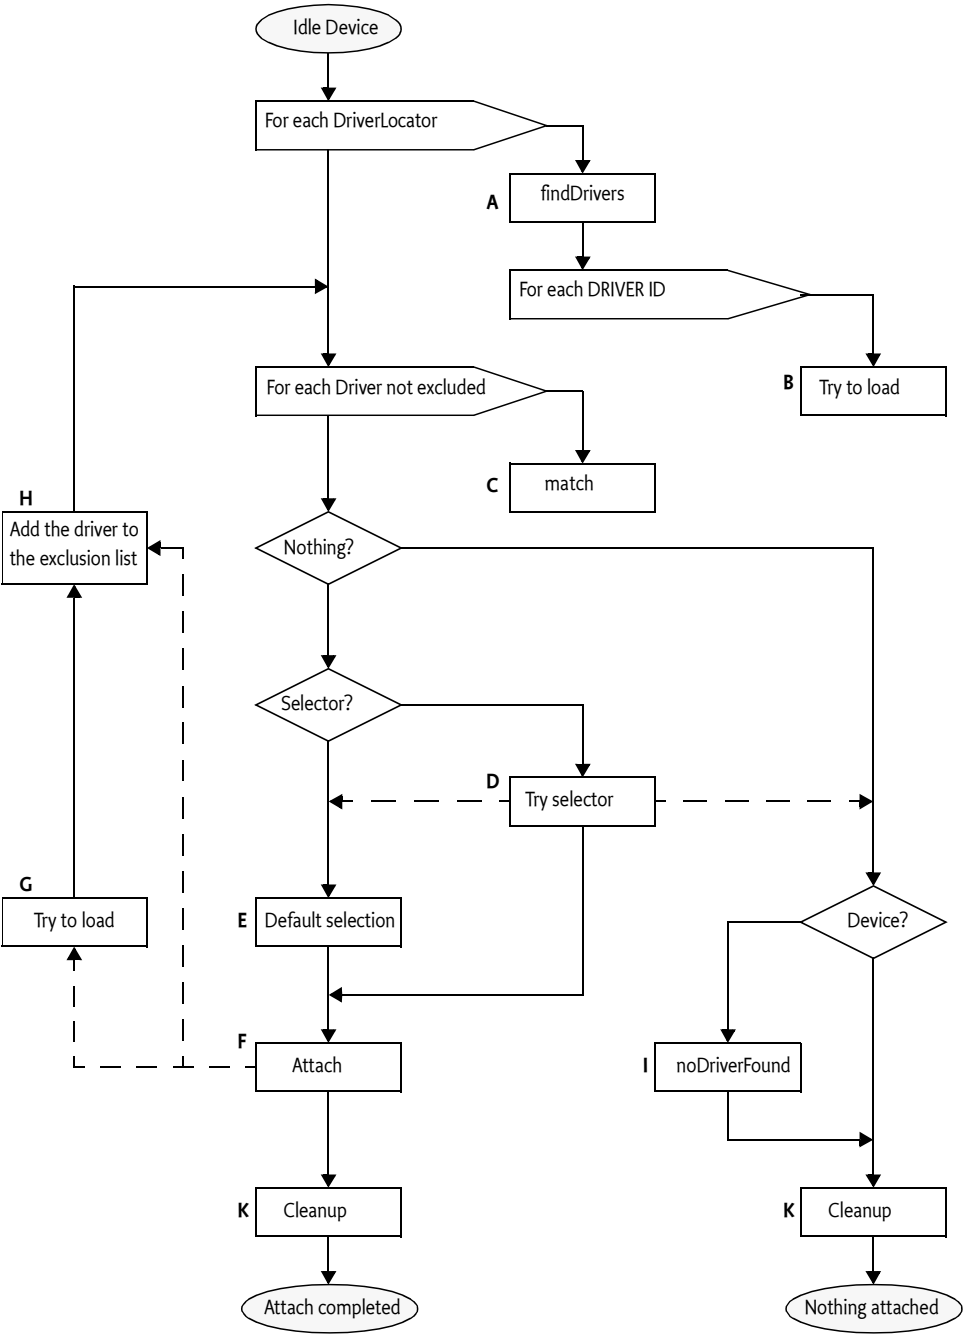 Idle Device
For each DriverLocator
A
findDrivers
For each DRIVER ID
For each Driver not excluded
B
Try to load
C
match
H
Add the driver to
the exclusion list
Nothing?
Selector?
D
Try selector
G
Try to load
E
Default selection
Device?
F
Attach
I
noDriverFound
K
Cleanup
K
Cleanup
Attach completed
Nothing attached